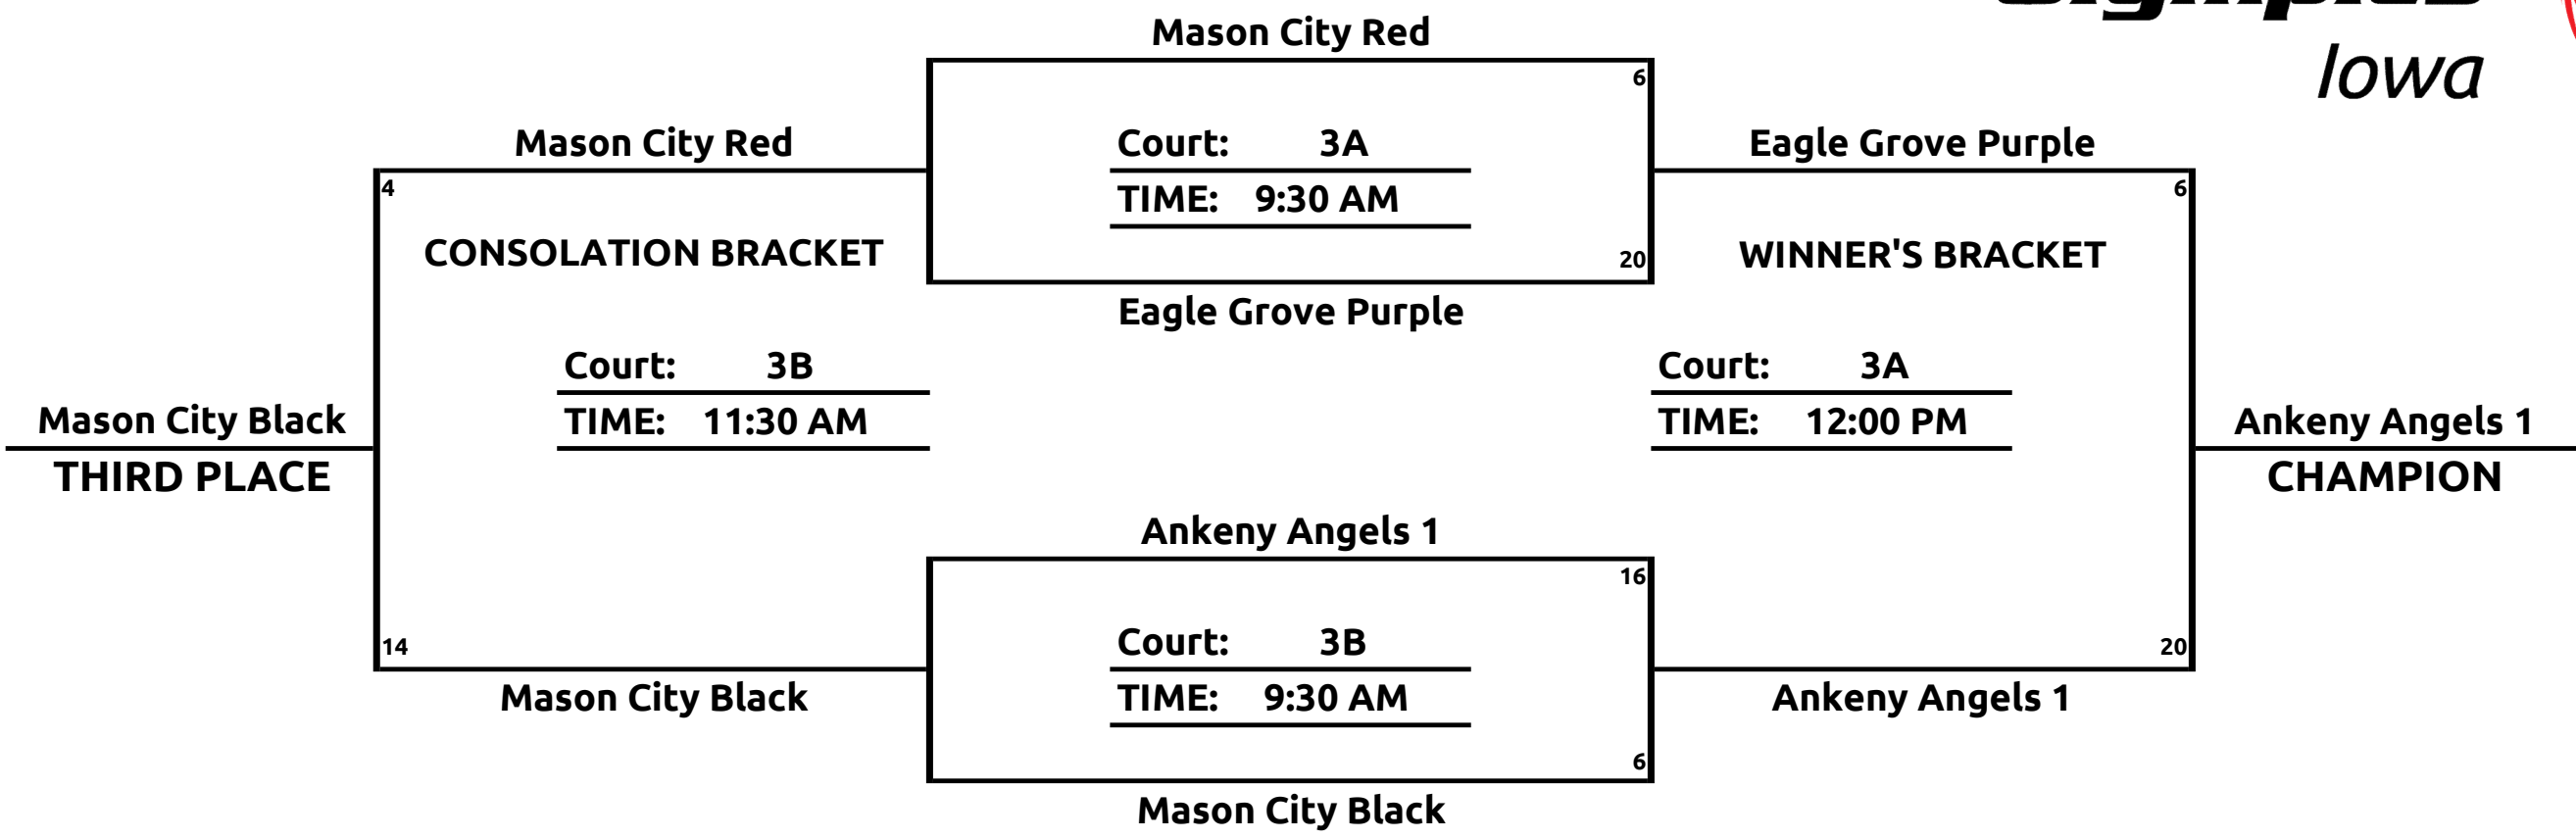 Iowa
Mason City Red
6
Mason City Red
Court: 3A
Eagle Grove Purple
4
TIME: 9:30 AM
6
CONSOLATION BRACKET
20
WINNER'S BRACKET
Eagle Grove Purple
Court: 3B
Court: 3A
Mason City Black
TIME: 11:30 AM
TIME: 12:00 PM
Ankeny Angels 1
THIRD PLACE
CHAMPION
Ankeny Angels 1
16
14
Court: 3B
20
Mason City Black
TIME: 9:30 AM
Ankeny Angels 1
6
Mason City Black